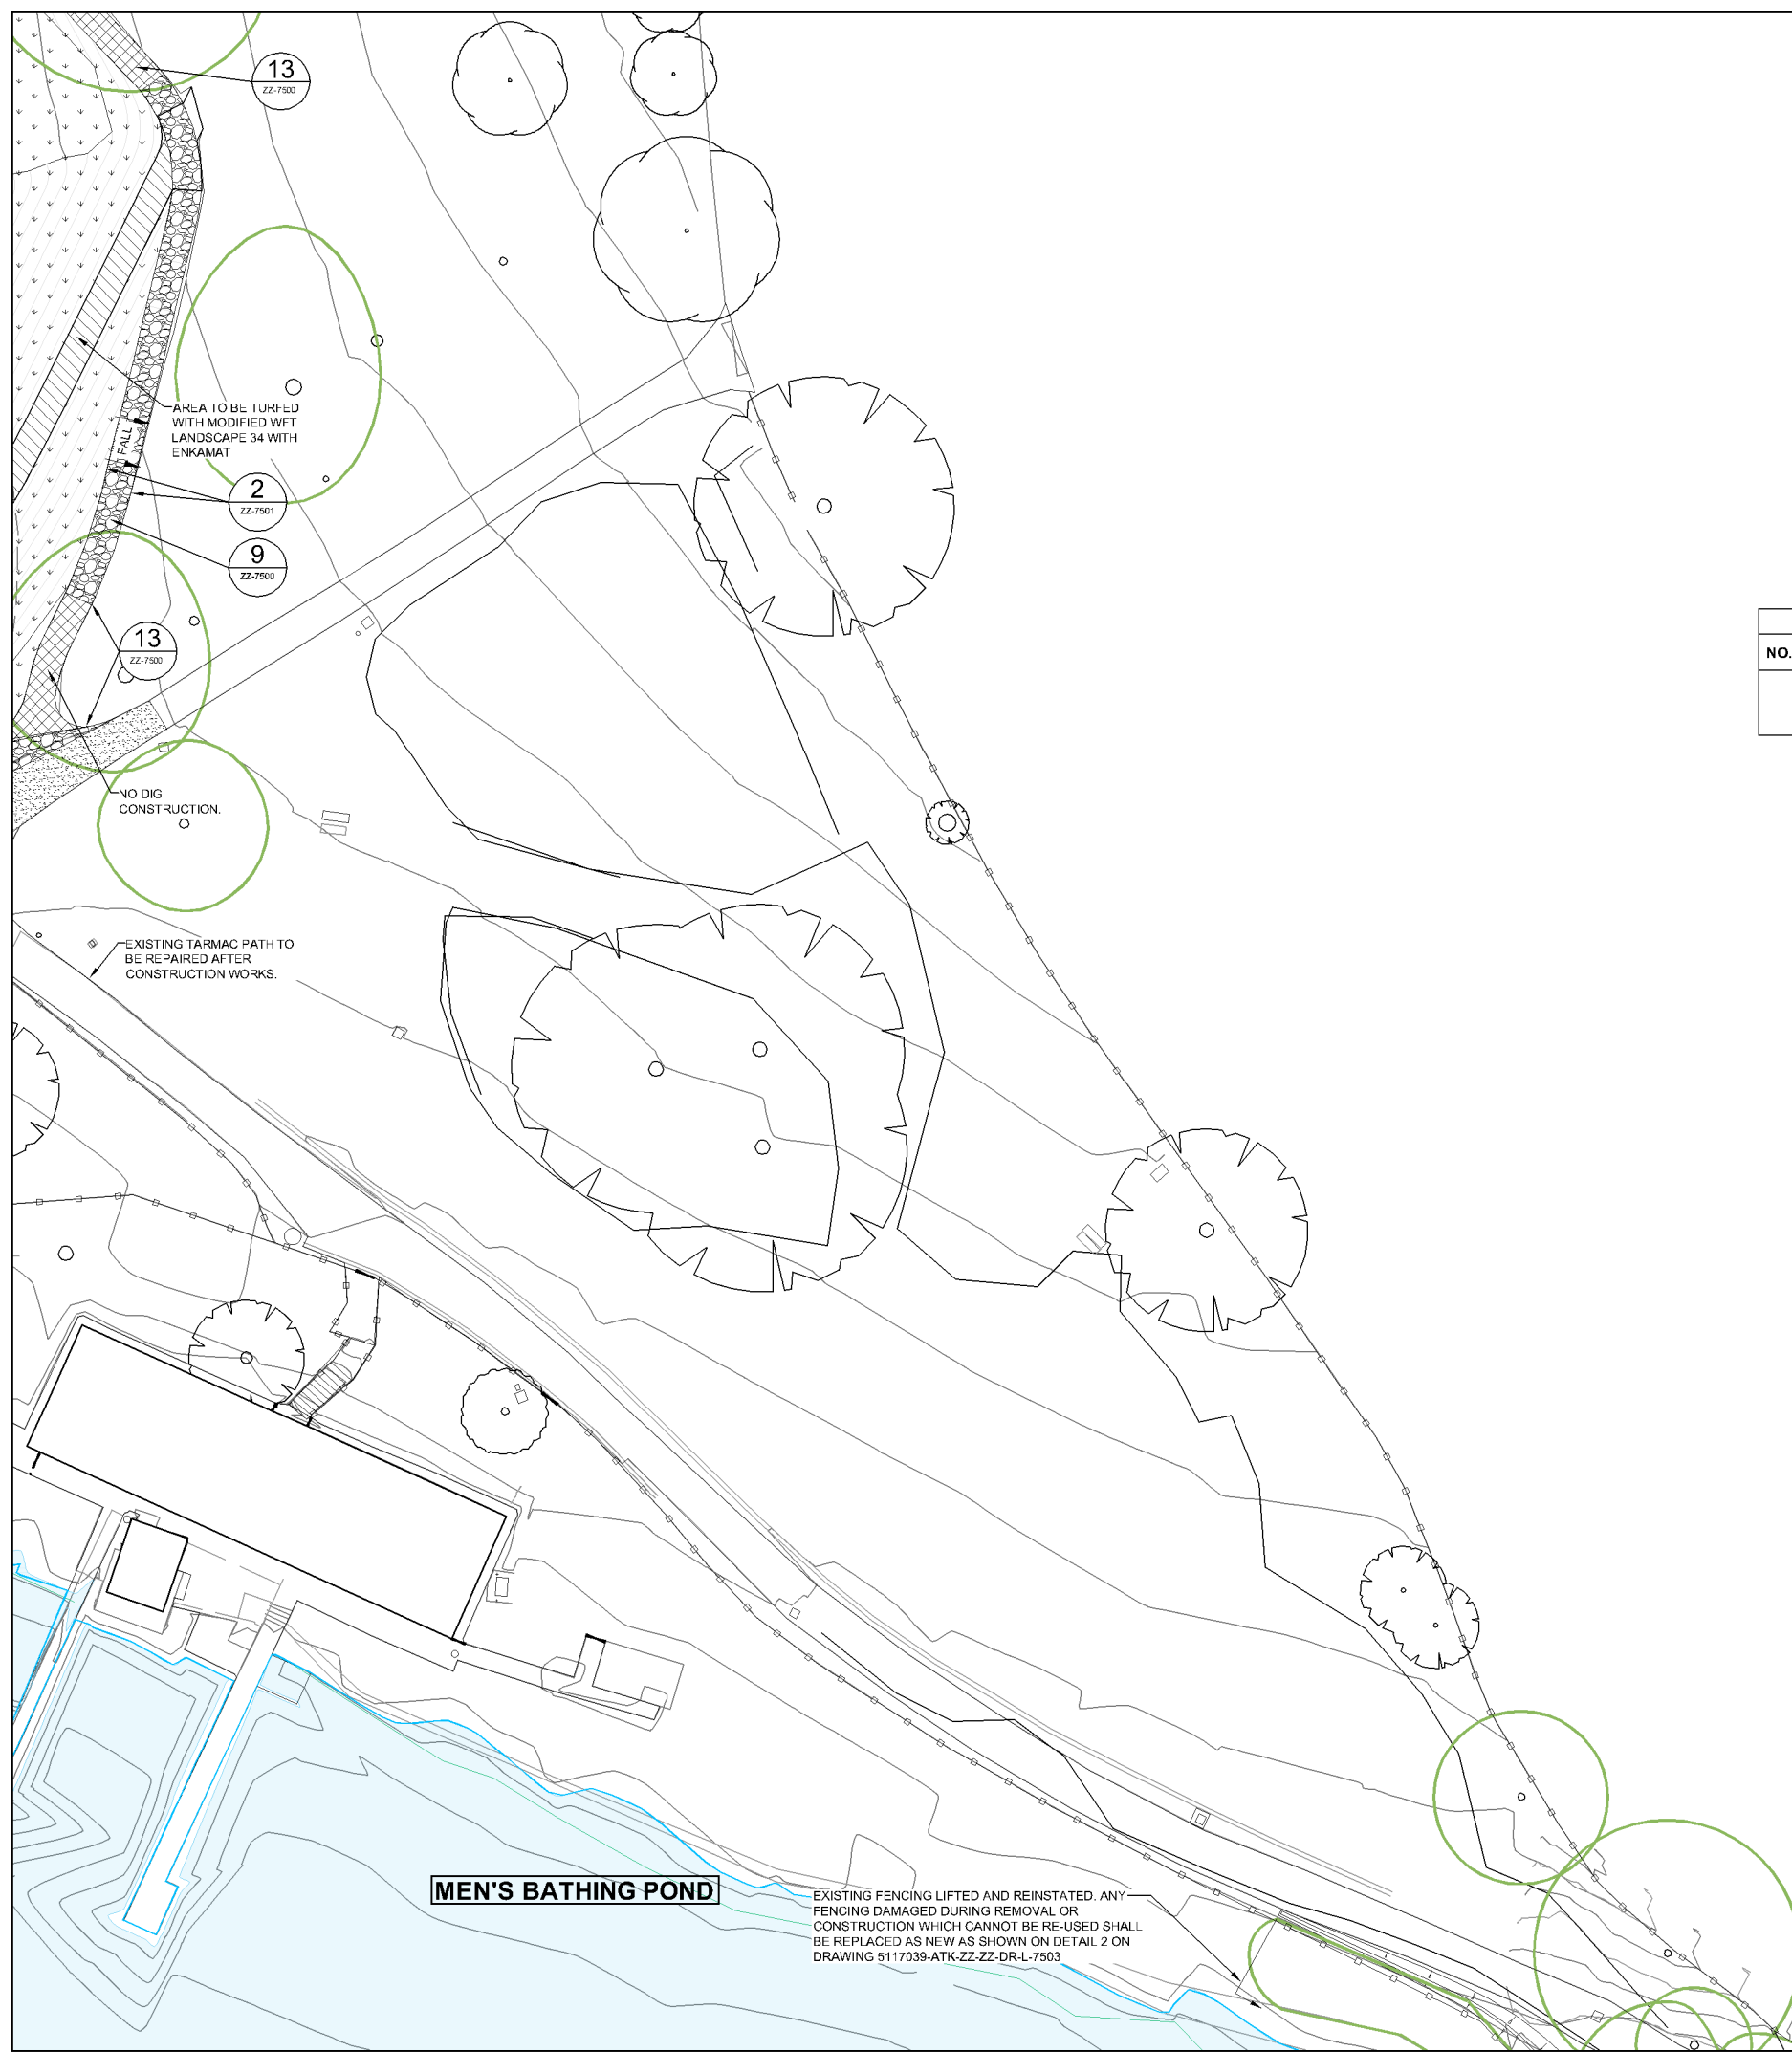 13
ZZ-7500
AREA TO BE TURFED
WITH MODIFIED WFT
LANDSCAPE 34 WITH
ENKAMAT
FALL
2
ZZ-7501
9
ZZ-7500
13
ZZ-7500
NO.
NO DIG
CONSTRUCTION.
EXISTING TARMAC PATH TO
BE REPAIRED AFTER
CONSTRUCTION WORKS.
MEN'S BATHING POND
EXISTING FENCING LIFTED AND REINSTATED. ANY
FENCING DAMAGED DURING REMOVAL OR
CONSTRUCTION WHICH CANNOT BE RE-USED SHALL
BE REPLACED AS NEW AS SHOWN ON DETAIL 2 ON
DRAWING 5117039-ATK-ZZ-ZZ-DR-L-7503